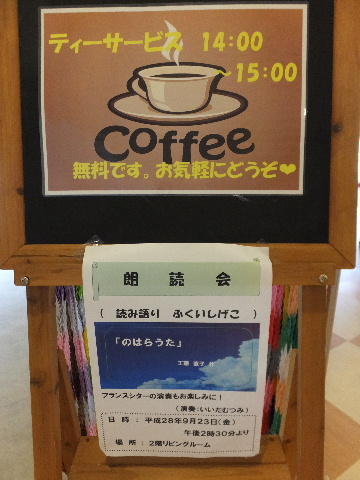 ティーサービス 14:00
～15:00
Coffee
無料です。お気軽にどうぞ❤
朗読会
( 読み語り ふくいしげこ )
「のはらうた」
工藤 直子 作
フランスシターの演奏もお楽しみに！
(演奏:いいだむつみ)
日 時 : 平成28年9月23日(金)
午後2時30分より
場 所 : 2階リビングルーム